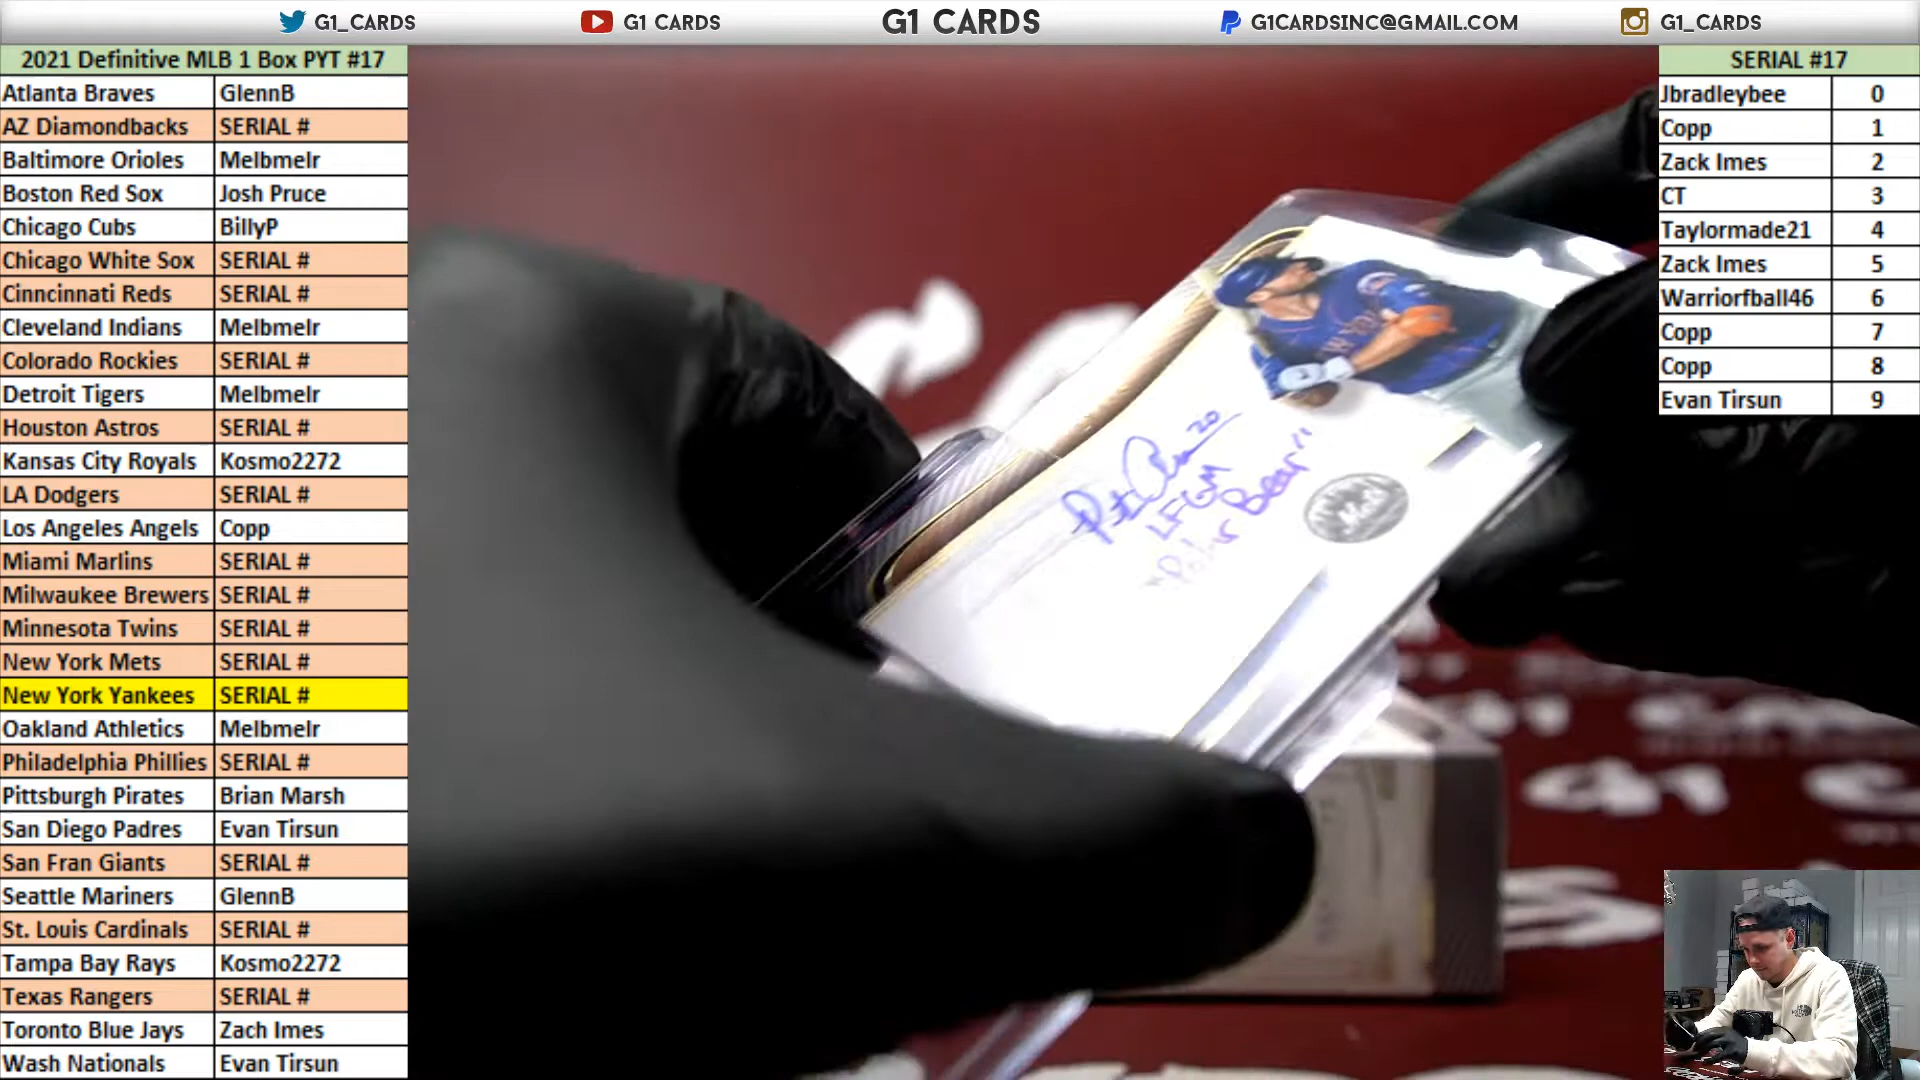 G1_CARDS G1 CARDS G1 CARDS G1CARDSINC@GMAIL.COM G1_CARDS
2021 Definitive MLB 1 Box PYT #17
Atlanta Braves GlennB
AZ Diamondbacks SERIAL #
Baltimore Orioles Melbmelr
Boston Red Sox Josh Pruce
Chicago Cubs BillyP
Chicago White Sox SERIAL #
Cinncinnati Reds SERIAL #
Cleveland Indians Melbmelr
Colorado Rockies SERIAL #
Detroit Tigers Melbmelr
Houston Astros SERIAL #
Kansas City Royals Kosmo2272
LA Dodgers SERIAL #
Los Angeles Angels Copp
Miami Marlins SERIAL #
Milwaukee Brewers SERIAL #
Minnesota Twins SERIAL #
New York Mets SERIAL #
New York Yankees SERIAL #
Oakland Athletics Melbmelr
Philadelphia Phillies SERIAL #
Pittsburgh Pirates Brian Marsh
San Diego Padres Evan Tirsun
San Fran Giants SERIAL #
Seattle Mariners GlennB
St. Louis Cardinals SERIAL #
Tampa Bay Rays Kosmo2272
Texas Rangers SERIAL #
Toronto Blue Jays Zach Imes
Wash Nationals Evan Tirsun
20
LFGM
"Polar Bear"
SERIAL #17
Jbradleybee 0
Copp 1
Zack Imes 2
CT 3
Taylormade21 4
Zack Imes 5
Warriorfball46 6
Copp 7
Copp 8
Evan Tirsun 9